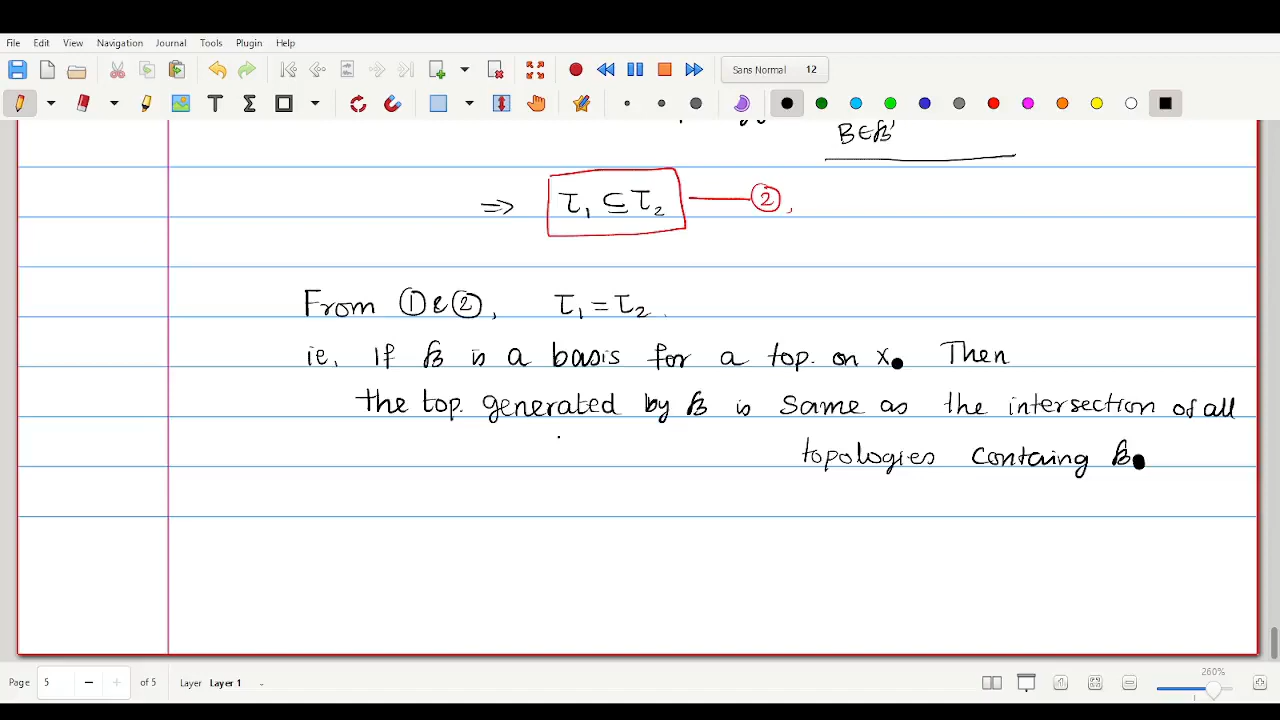 File Edit View Navigation Journal Tools Plugin Help
Sans Normal 12
B∈ℬ'
⇒ τ₁ ⊆ τ₂ — ②,
From ① & ②, τ₁ = τ₂.
ie. If ℬ is a basis for a top. on X. Then
the top. generated by ℬ is same as the intersection of all
topologies containg ℬ.
Page 5 of 5 Layer Layer 1 260%